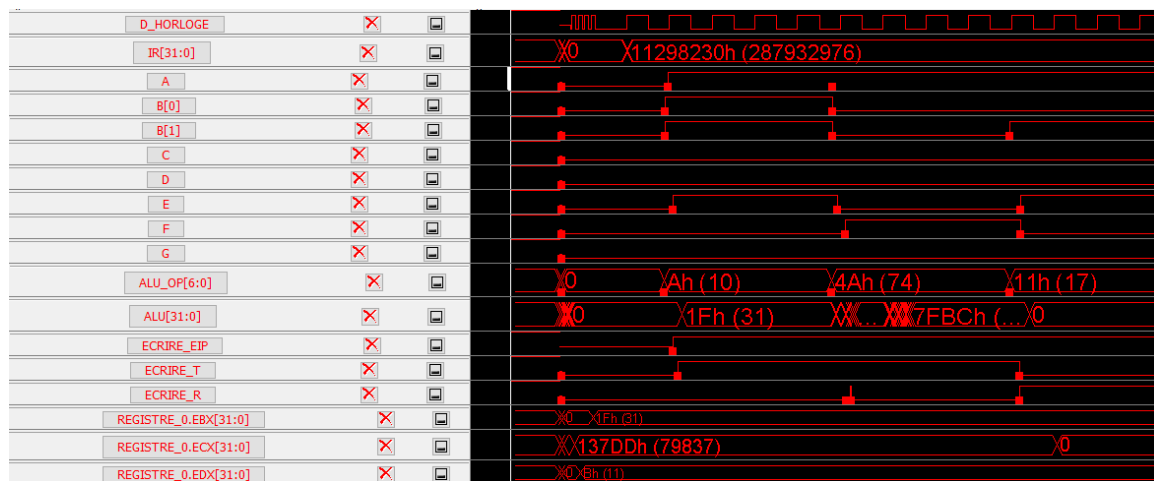 D_HORLOGE
IR[31:0] 0 11298230h (287932976)
A
B[0]
B[1]
C
D
E
F
G
ALU_OP[6:0] 0 Ah (10) 4Ah (74) 11h (17)
ALU[31:0] 0 1Fh (31) ... 7FBCh (... 0
ECRIRE_EIP
ECRIRE_T
ECRIRE_R
REGISTRE_0.EBX[31:0] 0 1Fh (31)
REGISTRE_0.ECX[31:0] 137DDh (79837) 0
REGISTRE_0.EDX[31:0] 0 Bh (11)